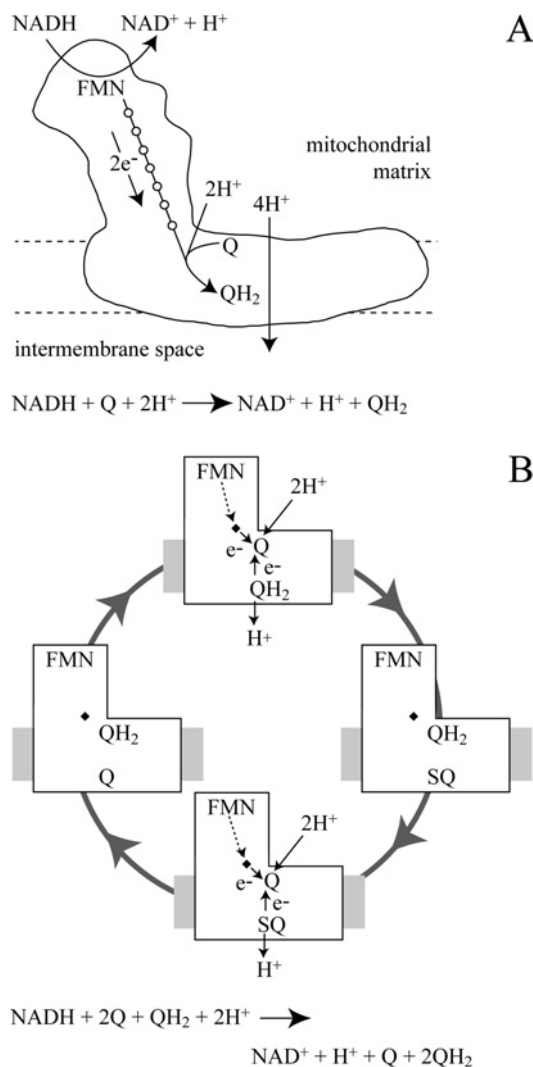 NADH
NAD⁺ + H⁺
A
FMN
2e⁻
mitochondrial
matrix
2H⁺
4H⁺
Q
QH₂
intermembrane space
NADH + Q + 2H⁺ ⟶ NAD⁺ + H⁺ + QH₂
B
FMN
2H⁺
e⁻
Q
e⁻
QH₂
H⁺
FMN
QH₂
Q
FMN
QH₂
SQ
FMN
2H⁺
e⁻
Q
e⁻
SQ
H⁺
NADH + 2Q + QH₂ + 2H⁺ ⟶
NAD⁺ + H⁺ + Q + 2QH₂